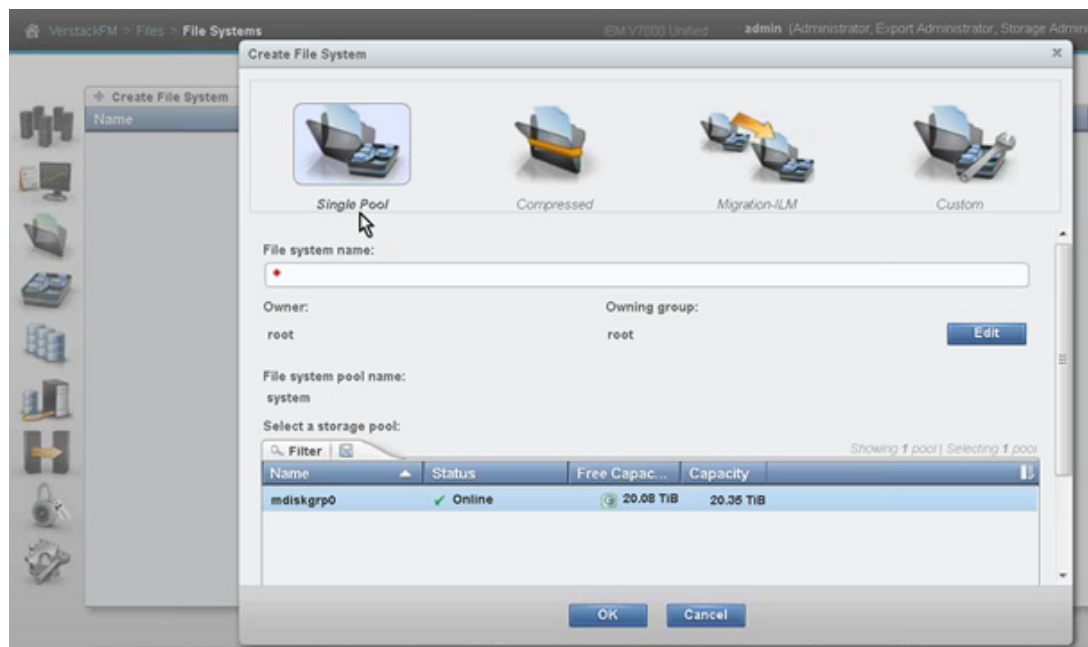 VerstackFM > Files > File Systems
IBM V7000 Unified
admin (Administrator, Export Administrator, Storage Admini
Create File System
Create File System
Name
Single Pool
Compressed
Migration-ILM
Custom
File system name:
Owner:
Owning group:
root
root
Edit
File system pool name:
system
Select a storage pool:
Filter
Showing 1 pool | Selecting 1 pool
Name
Status
Free Capac...
Capacity
mdiskgrp0
Online
20.08 TiB
20.35 TiB
OK
Cancel